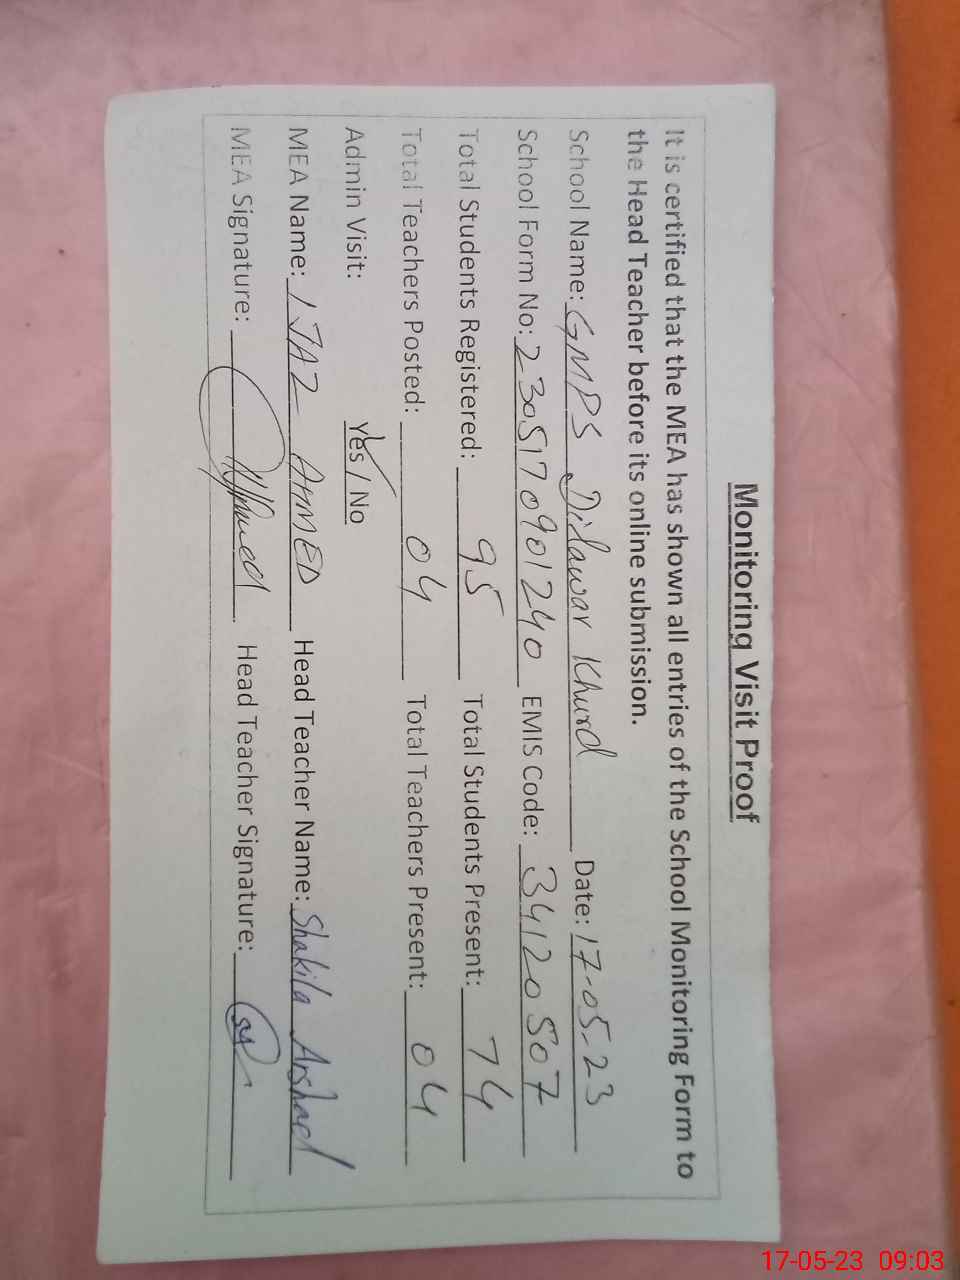 Monitoring Visit Proof
It is certified that the MEA has shown all entries of the School Monitoring Form to
the Head Teacher before its online submission.
School Name: GMPS Dilawar Khurd Date: 17-05-23
School Form No: 230517090901240 EMIS Code: 34120507
Total Students Registered: 95 Total Students Present: 74
Total Teachers Posted: 04 Total Teachers Present: 04
Admin Visit: Yes / No
MEA Name: IJAZ AHMED Head Teacher Name: Shakila Arshad
MEA Signature: Ahmed Head Teacher Signature:
17-05-23 09:03